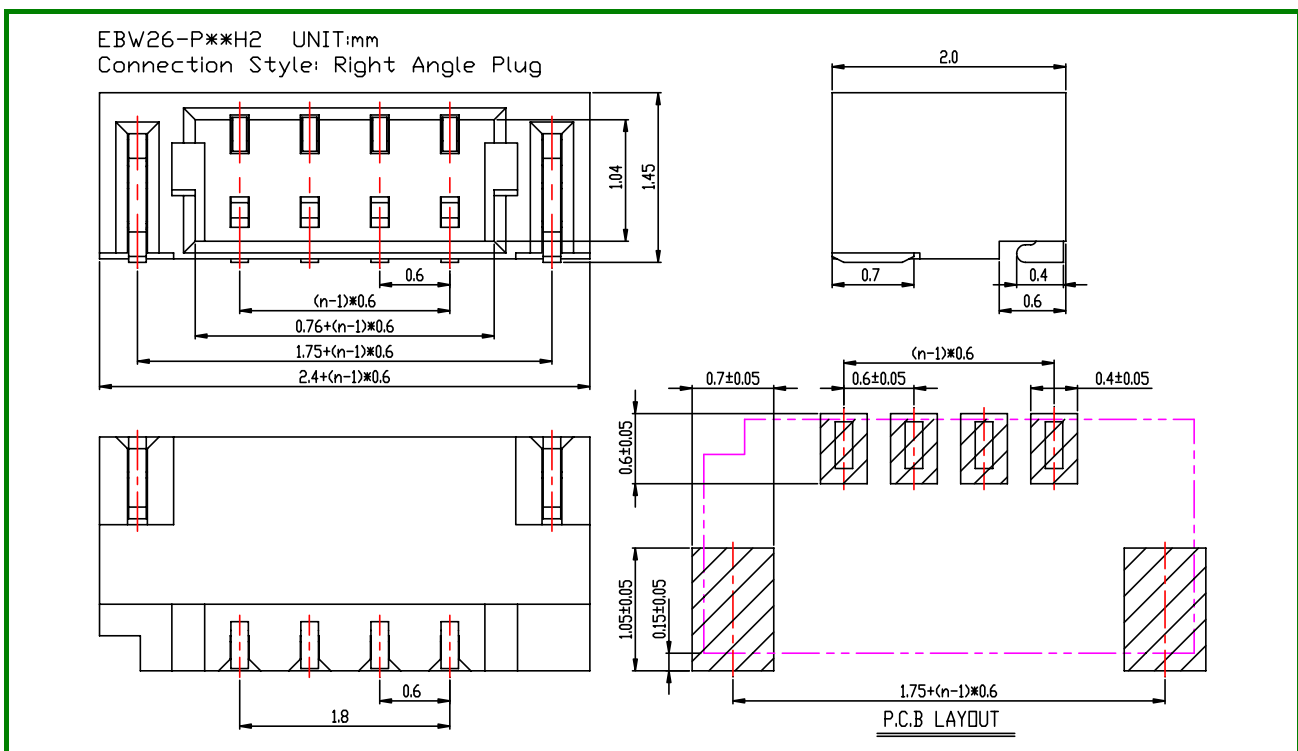 EBW26-P**H2 UNIT:mm
Connection Style: Right Angle Plug
1.04
1.45
0.6
(n-1)*0.6
0.76+(n-1)*0.6
1.75+(n-1)*0.6
2.4+(n-1)*0.6
2.0
0.7
0.4
0.6
0.6
1.8
(n-1)*0.6
0.7±0.05
0.6±0.05
0.4±0.05
0.6±0.05
1.05±0.05
0.15±0.05
1.75+(n-1)*0.6
P.C.B LAYOUT